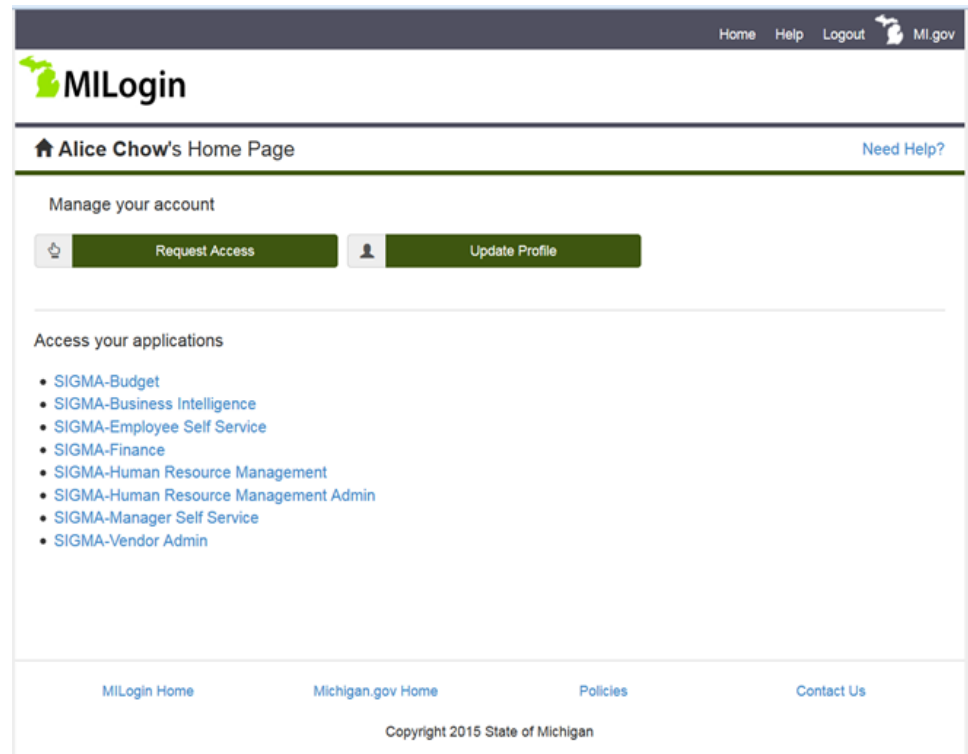 Home Help Logout MI.gov
MILogin
Alice Chow's Home Page Need Help?
Manage your account
Request Access Update Profile
Access your applications
• SIGMA-Budget
• SIGMA-Business Intelligence
• SIGMA-Employee Self Service
• SIGMA-Finance
• SIGMA-Human Resource Management
• SIGMA-Human Resource Management Admin
• SIGMA-Manager Self Service
• SIGMA-Vendor Admin
MILogin Home Michigan.gov Home Policies Contact Us
Copyright 2015 State of Michigan